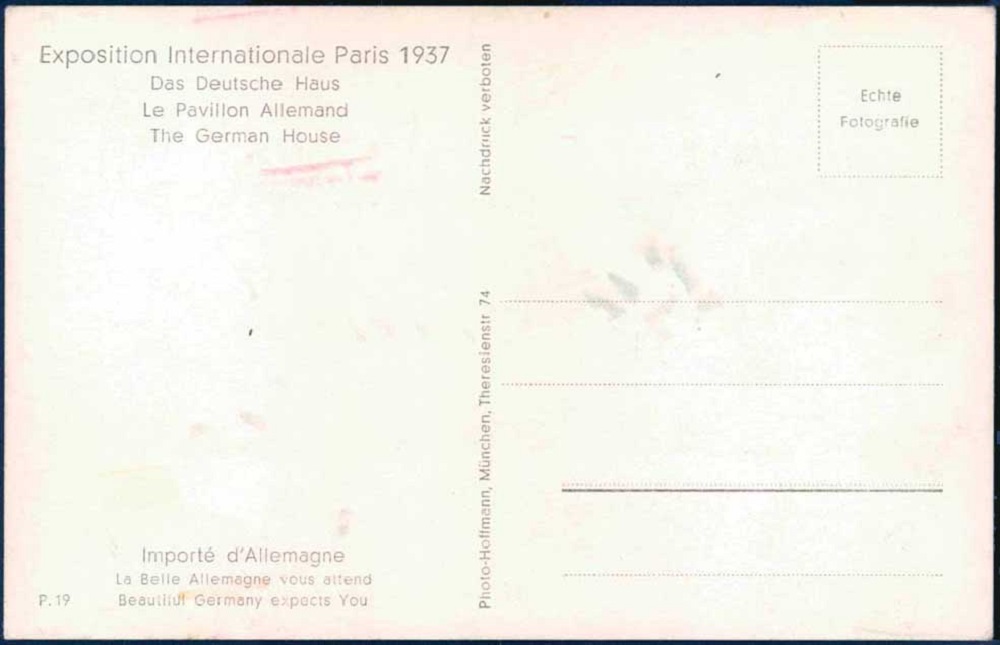 Exposition Internationale Paris 1937
Das Deutsche Haus
Le Pavillon Allemand
The German House
Importé d'Allemagne
La Belle Allemagne vous attend
P.19 Beautiful Germany expects You
Photo-Hoffmann, München, Theresienstr 74 Nachdruck verboten
Echte
Fotografie